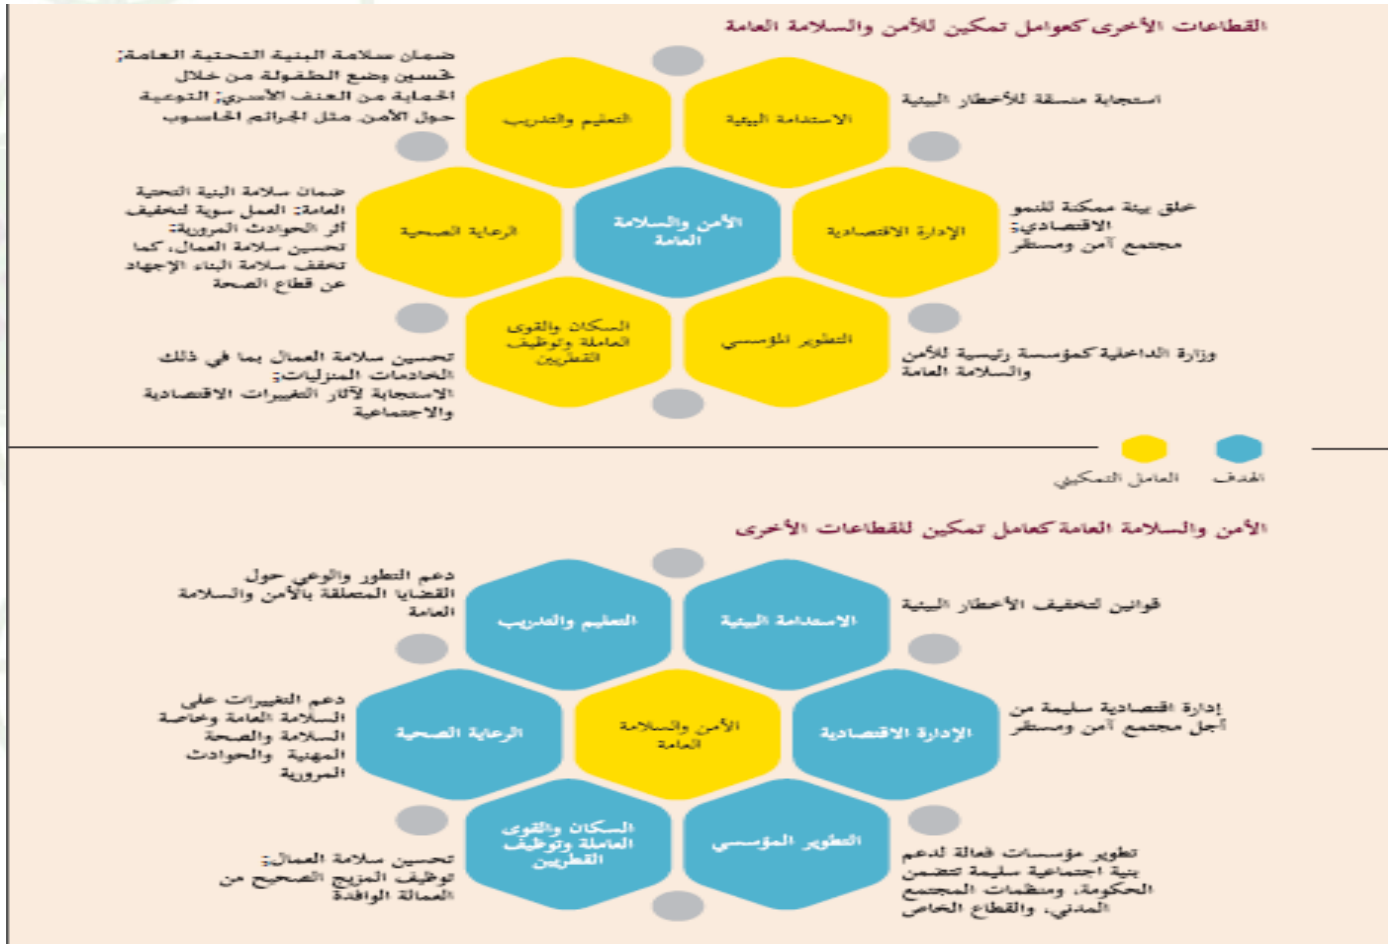 القطاعات الأخرى كعوامل تمكين للأمن والسلامة العامة
استجابة منسقة للأخطار البيئية
الاستدامة البيئية
التعليم والتدريب
ضمان سلامة البنية التحتية العامة;
تحسين وضع الطفولة من خلال
الحماية من العنف الأسري; التوعية
حول الأمن. مثل الجرائم الحاسوب
خلق بيئة ممكنة للنمو
الاقتصادي;
مجتمع آمن ومستقر
الإدارة الاقتصادية
الأمن والسلامة
العامة
الرعاية الصحية
ضمان سلامة البنية التحتية
العامة; العمل سوية لتخفيف
أثر الحوادث المرورية;
تحسين سلامة العمال، كما
تخفف سلامة البناء الإجهاد
عن قطاع الصحة
وزارة الداخلية كمؤسسة رئيسية للأمن
والسلامة العامة
التطوير المؤسسي
السكان والقوى
العاملة وتوظيف
القطريين
تحسين سلامة العمال بما في ذلك
الخادمات المنزليات;
الاستجابة لآثار التغييرات الاقتصادية
والاجتماعية
الهدف
العامل التمكيني
الأمن والسلامة العامة كعامل تمكين للقطاعات الأخرى
قوانين لتخفيف الأخطار البيئية
الاستدامة البيئية
التعليم والتدريب
دعم التطور والوعي حول
القضايا المتعلقة بالأمن والسلامة
العامة
إدارة اقتصادية سليمة من
أجل مجتمع آمن ومستقر
الإدارة الاقتصادية
الأمن والسلامة
العامة
الرعاية الصحية
دعم التغييرات على
السلامة العامة وخاصة
السلامة والصحة
المهنية والحوادث
المرورية
تطوير مؤسسات فعالة لدعم
بنية اجتماعية سليمة تتضمن
الحكومة، ومنظمات المجتمع
المدني، والقطاع الخاص
التطوير المؤسسي
السكان والقوى
العاملة وتوظيف
القطريين
تحسين سلامة العمال;
توظيف المزيج الصحيح من
العمالة الوافدة